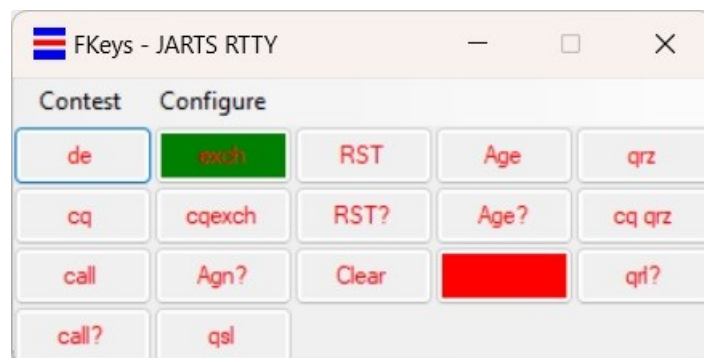 FKeys - JARTS RTTY
Contest Configure
de exch RST Age qrz
cq cqexch RST? Age? cq qrz
call Agn? Clear qrl?
call? qsl